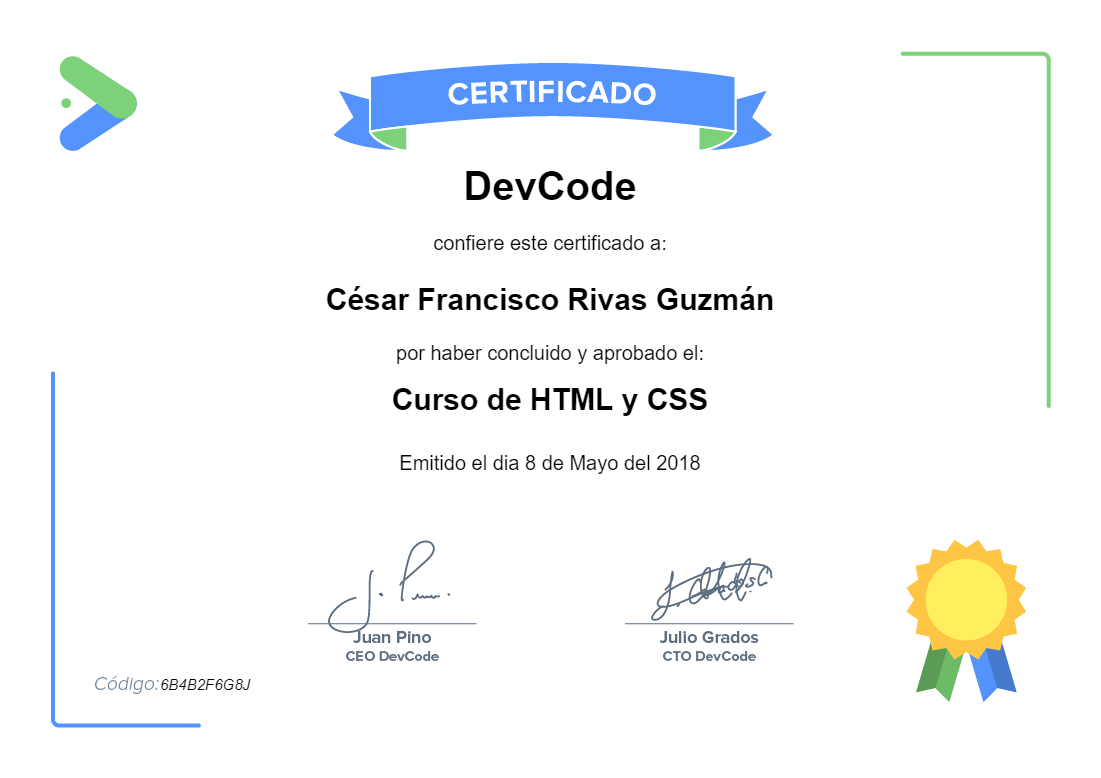 CERTIFICADO
DevCode
confiere este certificado a:
César Francisco Rivas Guzmán
por haber concluido y aprobado el:
Curso de HTML y CSS
Emitido el dia 8 de Mayo del 2018
Juan Pino
CEO DevCode
Julio Grados
CTO DevCode
Código:6B4B2F6G8J